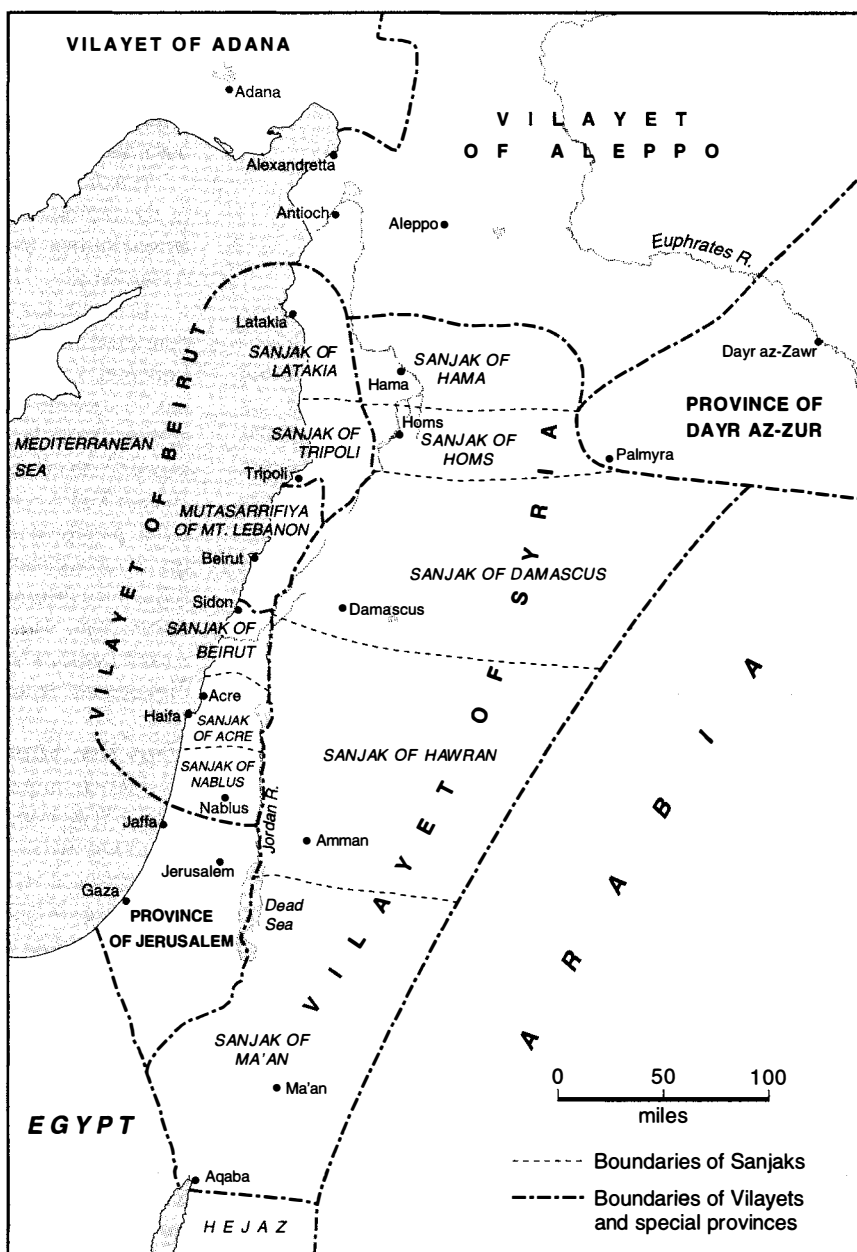 VILAYET OF ADANA
Adana
VILAYET
OF ALEPPO
Alexandretta
Antioch
Aleppo
Euphrates R.
Latakia
SANJAK OF
LATAKIA
SANJAK OF
HAMA
Hama
Dayr az-Zawr
PROVINCE OF
DAYR AZ-ZUR
MEDITERRANEAN
SEA
VILAYET OF BEIRUT
SANJAK OF
TRIPOLI
Homs
SANJAK OF
HOMS
Palmyra
Tripoli
MUTASARRIFIYA
OF MT. LEBANON
Beirut
SANJAK OF DAMASCUS
Sidon
Damascus
SANJAK OF
BEIRUT
VILAYET OF SYRIA
Acre
Haifa
SANJAK
OF ACRE
SANJAK OF HAWRAN
SANJAK OF
NABLUS
Nablus
Jordan R.
Jaffa
Amman
Jerusalem
Gaza
PROVINCE
OF JERUSALEM
Dead
Sea
ARABIA
SANJAK OF
MA'AN
Ma'an
EGYPT
Aqaba
HEJAZ
0 50 100
miles
Boundaries of Sanjaks
Boundaries of Vilayets
and special provinces